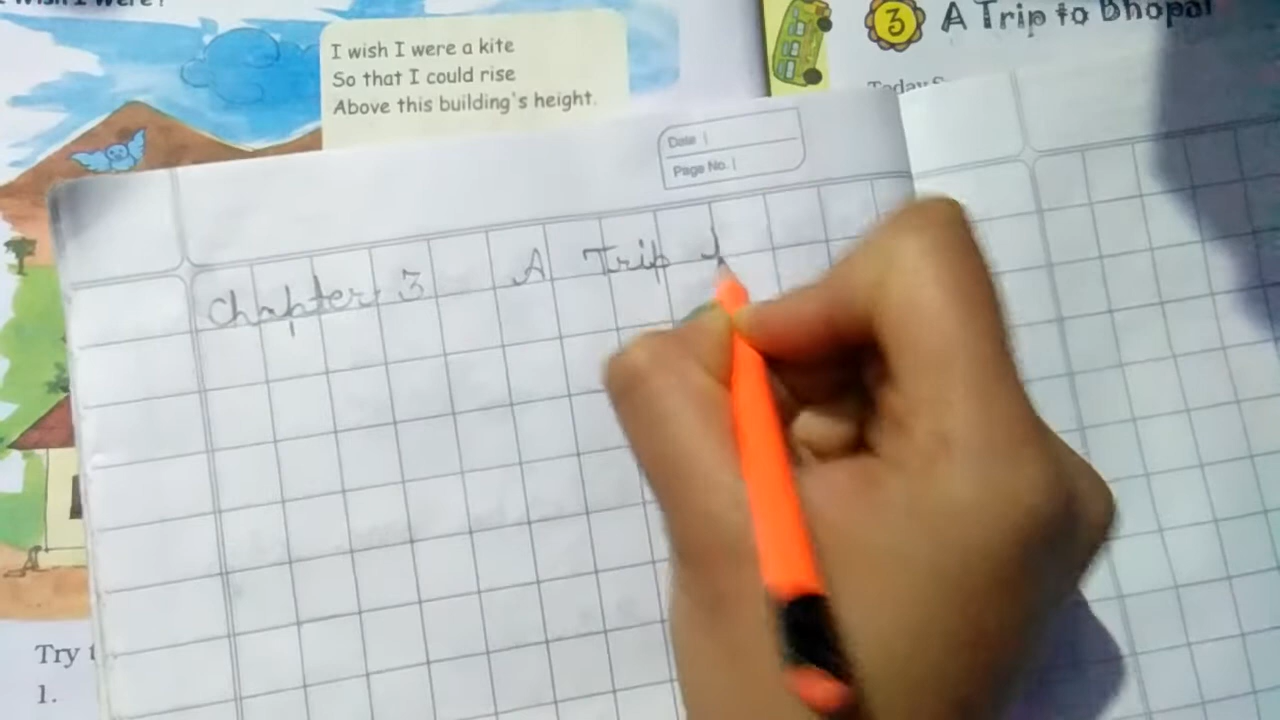 I wish I were a kite
So that I could rise
Above this building's height.
3 A Trip to Bhopal
Today
Date
Page No.
Chapter 3 A Trip
Try
1.